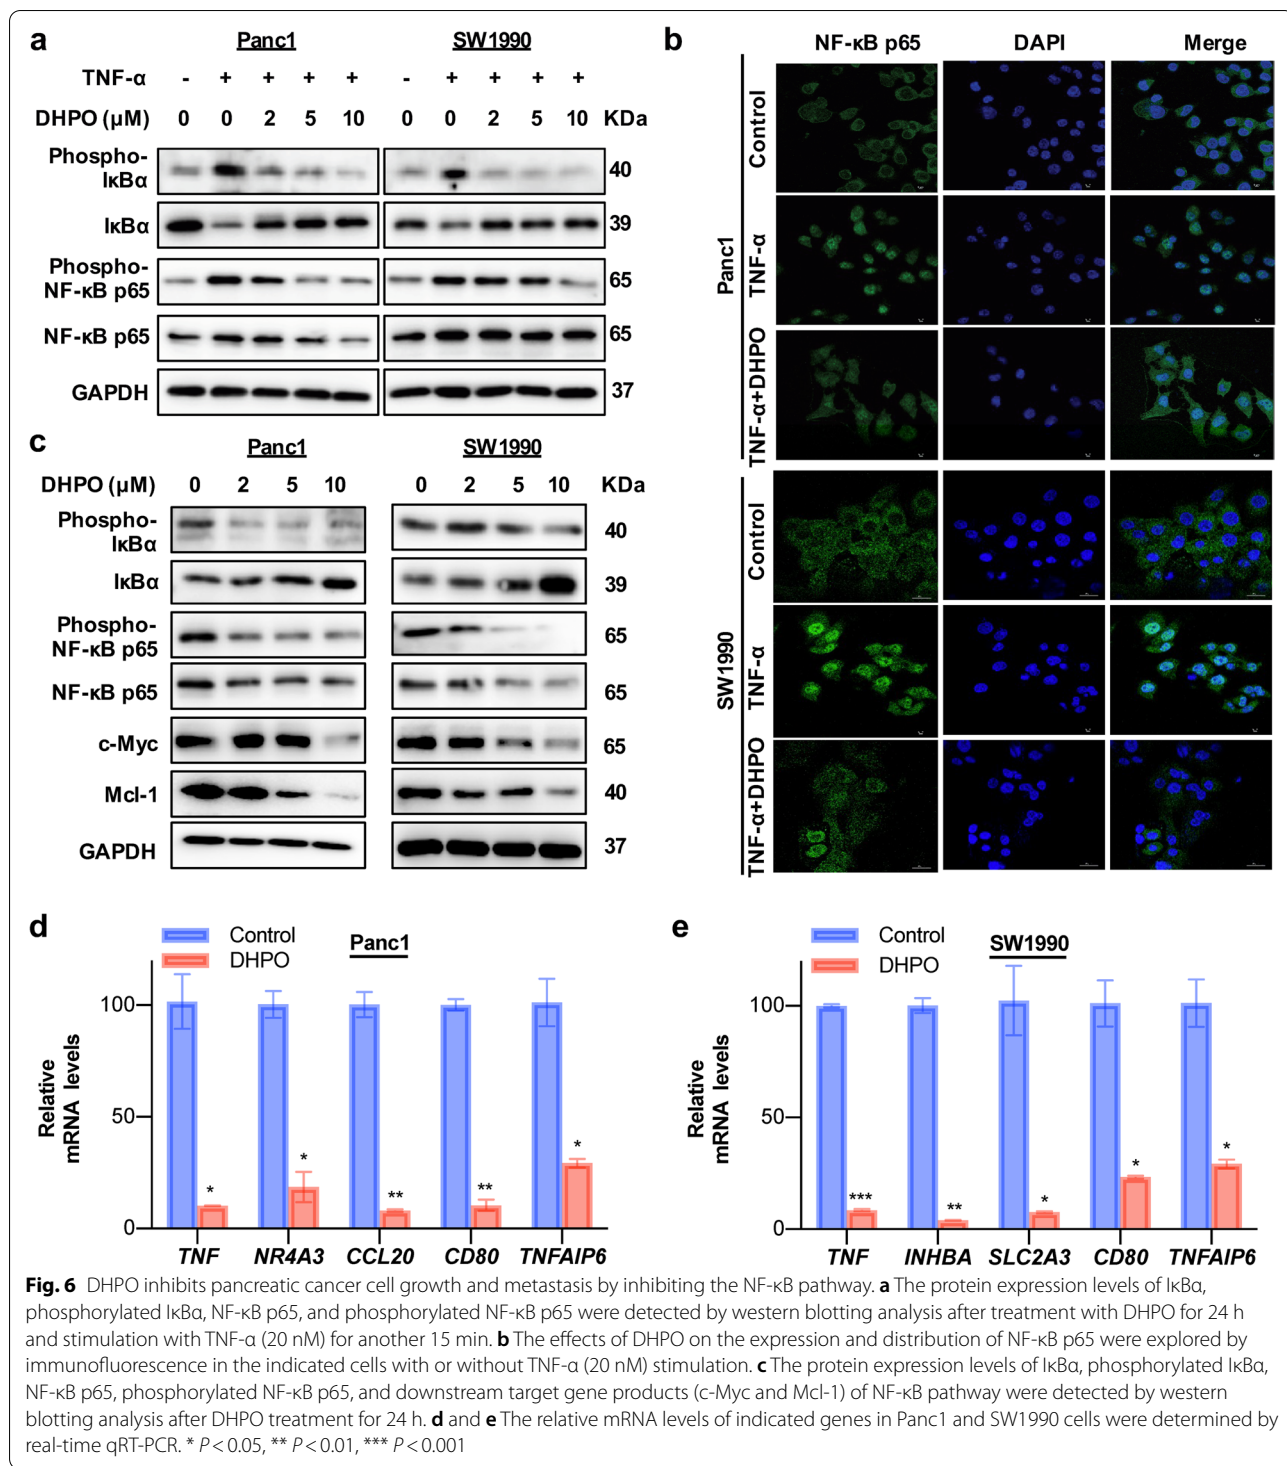 a
Panc1 SW1990
TNF-α - + + + + - + + + +
DHPO (μM) 0 0 2 5 10 0 0 2 5 10 KDa
Phospho-
IκBα 40
IκBα 39
Phospho-
NF-κB p65 65
NF-κB p65 65
GAPDH 37
b
NF-κB p65 DAPI Merge
Panc1
Control
TNF-α
TNF-α+DHPO
SW1990
Control
TNF-α
TNF-α+DHPO
c
Panc1 SW1990
DHPO (μM) 0 2 5 10 0 2 5 10 KDa
Phospho-
IκBα 40
IκBα 39
Phospho-
NF-κB p65 65
NF-κB p65 65
c-Myc 65
Mcl-1 40
GAPDH 37
d
Control
DHPO
Panc1
Relative
mRNA levels
100
50
0
* * ** ** *
TNF NR4A3 CCL20 CD80 TNFAIP6
e
Control
DHPO
SW1990
Relative
mRNA levels
100
50
0
*** ** * * *
TNF INHBA SLC2A3 CD80 TNFAIP6
Fig. 6 DHPO inhibits pancreatic cancer cell growth and metastasis by inhibiting the NF-κB pathway. a The protein expression levels of IκBα,
phosphorylated IκBα, NF-κB p65, and phosphorylated NF-κB p65 were detected by western blotting analysis after treatment with DHPO for 24 h
and stimulation with TNF-α (20 nM) for another 15 min. b The effects of DHPO on the expression and distribution of NF-κB p65 were explored by
immunofluorescence in the indicated cells with or without TNF-α (20 nM) stimulation. c The protein expression levels of IκBα, phosphorylated IκBα,
NF-κB p65, phosphorylated NF-κB p65, and downstream target gene products (c-Myc and Mcl-1) of NF-κB pathway were detected by western
blotting analysis after DHPO treatment for 24 h. d and e The relative mRNA levels of indicated genes in Panc1 and SW1990 cells were determined by
real-time qRT-PCR. * P < 0.05, ** P < 0.01, *** P < 0.001